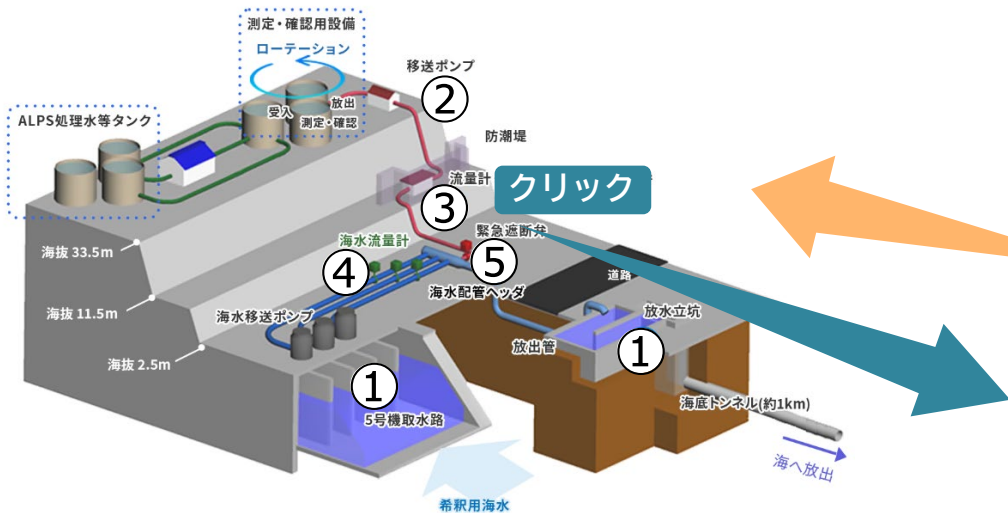 測定・確認用設備
ローテーション
移送ポンプ
②
ALPS処理水等タンク
受入
放出
測定・確認
防潮堤
流量計
クリック
③
海抜 33.5m
海水流量計
緊急遮断弁
④
⑤
道路
海水配管ヘッダ
海抜 11.5m
海水移送ポンプ
放水立坑
放出管
①
海抜 2.5m
①
5号機取水路
海底トンネル(約1km)
海へ放出
希釈用海水